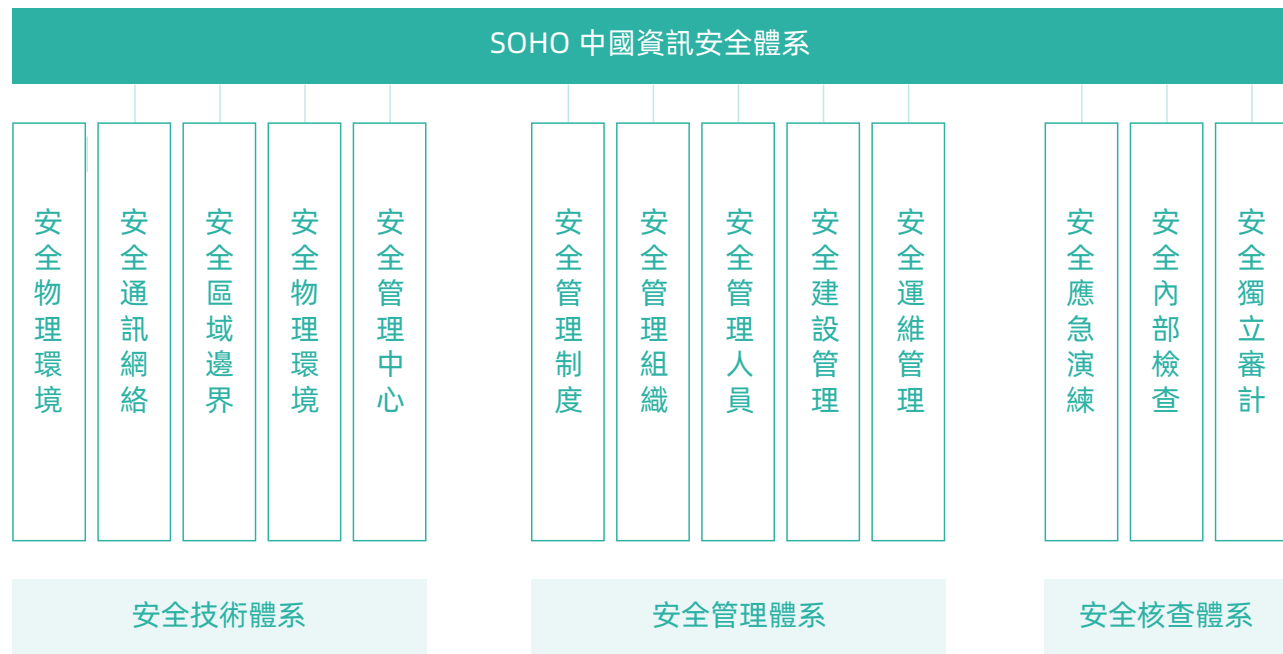 SOHO 中國資訊安全體系
安全物理環境
安全通訊網絡
安全區域邊界
安全物理環境
安全管理中心
安全管理制度
安全管理組織
安全管理人員
安全建設管理
安全運維管理
安全應急演練
安全內部檢查
安全獨立審計
安全技術體系
安全管理體系
安全核查體系